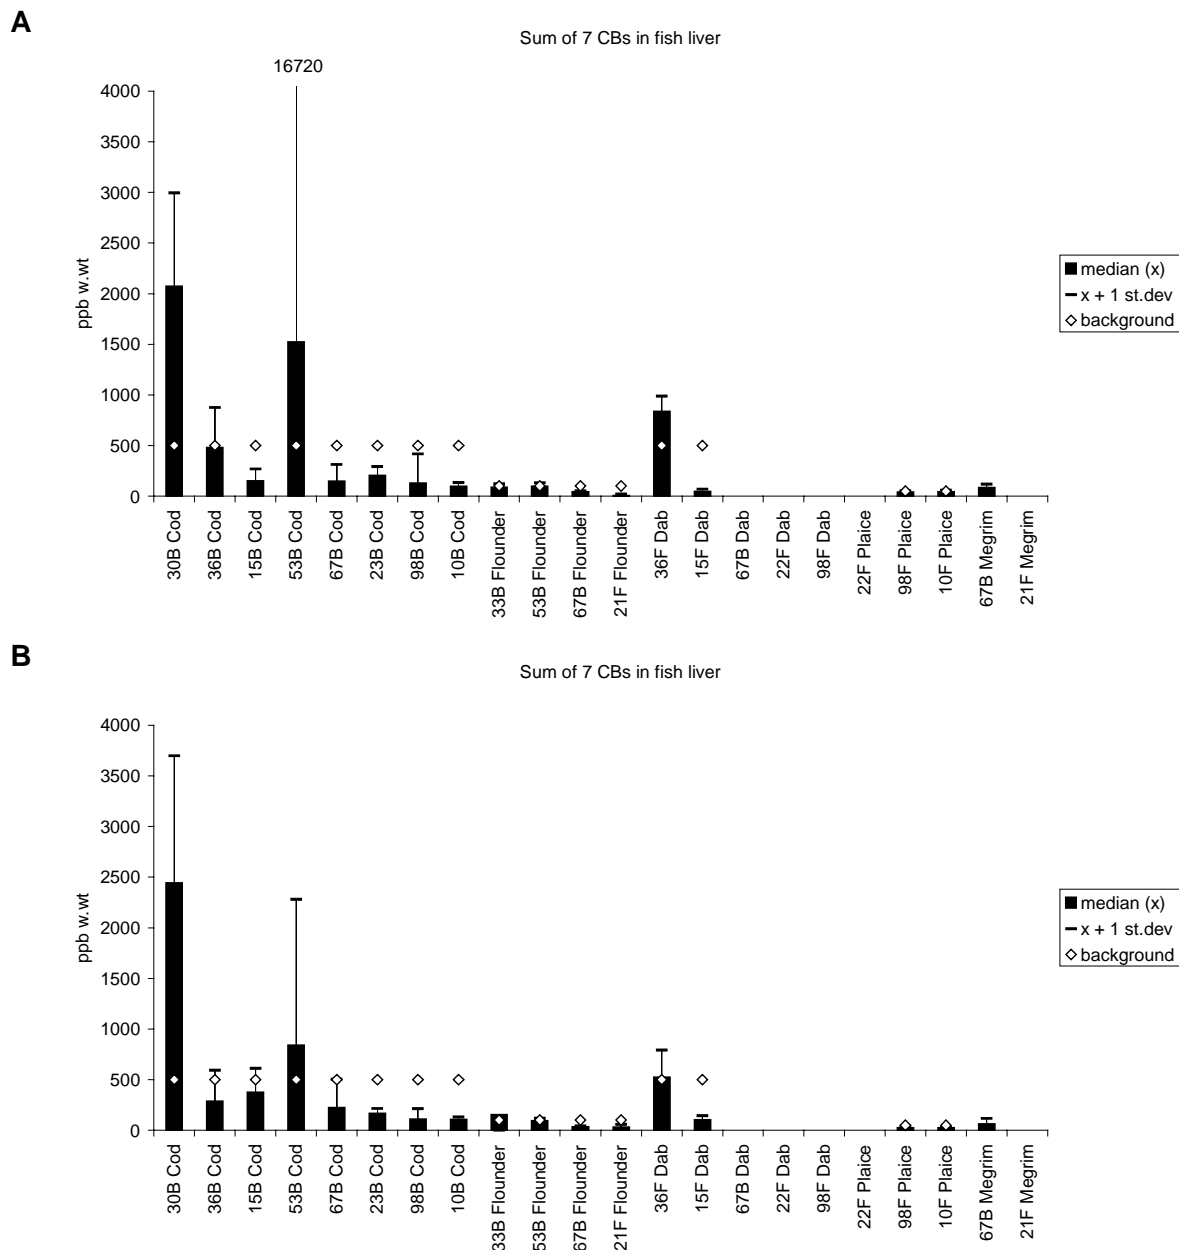 A
Sum of 7 CBs in fish liver
16720
4000
3500
3000
2500
2000
1500
1000
500
0
ppb w.wt
30B Cod
36B Cod
15B Cod
53B Cod
67B Cod
23B Cod
98B Cod
10B Cod
33B Flounder
53B Flounder
67B Flounder
21F Flounder
36F Dab
15F Dab
67B Dab
22F Dab
98F Dab
22F Plaice
98F Plaice
10F Plaice
67B Megrim
21F Megrim
median (x)
x + 1 st.dev
background
B
Sum of 7 CBs in fish liver
4000
3500
3000
2500
2000
1500
1000
500
0
ppb w.wt
30B Cod
36B Cod
15B Cod
53B Cod
67B Cod
23B Cod
98B Cod
10B Cod
33B Flounder
53B Flounder
67B Flounder
21F Flounder
36F Dab
15F Dab
67B Dab
22F Dab
98F Dab
22F Plaice
98F Plaice
10F Plaice
67B Megrim
21F Megrim
median (x)
x + 1 st.dev
background